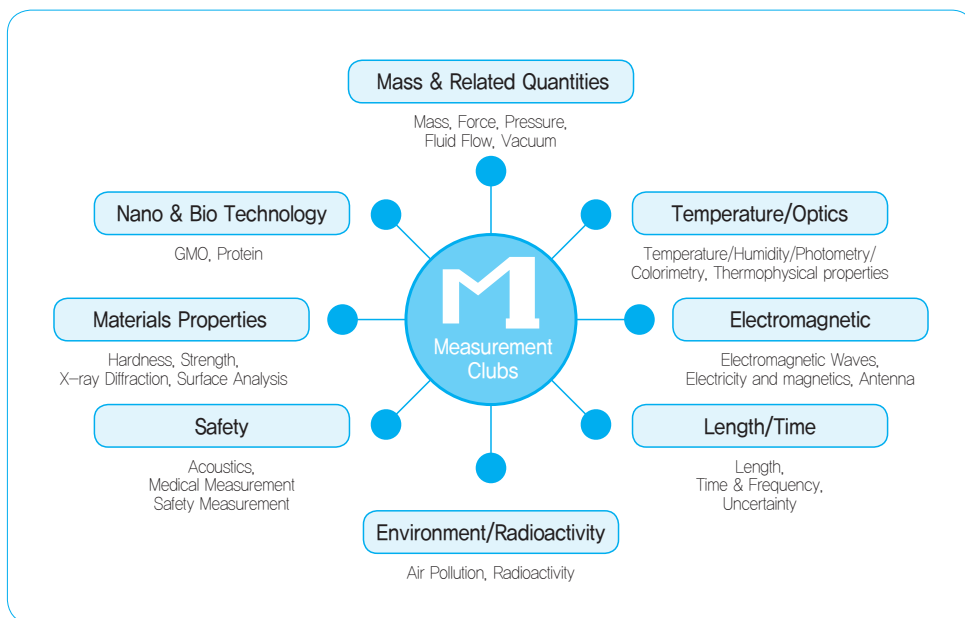 Mass & Related Quantities
Mass, Force, Pressure,
Fluid Flow, Vacuum
Nano & Bio Technology
GMO, Protein
Temperature/Optics
Temperature/Humidity/Photometry/
Colorimetry, Thermophysical properties
Materials Properties
Hardness, Strength,
X-ray Diffraction, Surface Analysis
M1
Measurement
Clubs
Electromagnetic
Electromagnetic Waves,
Electricity and magnetics, Antenna
Safety
Acoustics,
Medical Measurement
Safety Measurement
Length/Time
Length,
Time & Frequency,
Uncertainty
Environment/Radioactivity
Air Pollution, Radioactivity